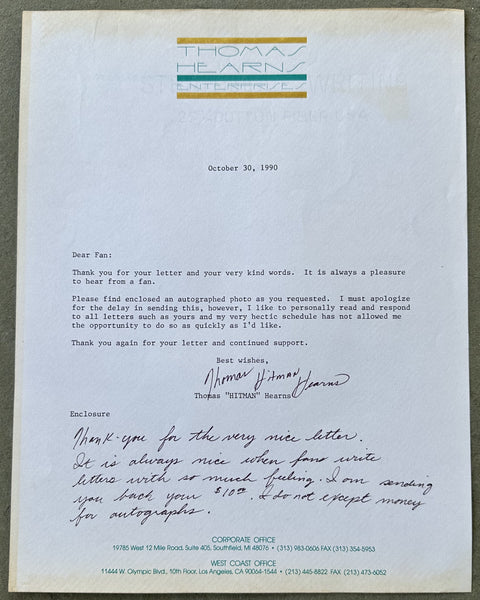 THOMAS
HEARNS
ENTERPRISES
October 30, 1990
Dear Fan:
Thank you for your letter and your very kind words. It is always a pleasure
to hear from a fan.
Please find enclosed an autographed photo as you requested. I must apologize
for the delay in sending this, however, I like to personally read and respond
to all letters such as yours and my very hectic schedule has not allowed me
the opportunity to do so as quickly as I'd like.
Thank you again for your letter and continued support.
Best wishes,
Thomas Hitman Hearns
Thomas "HITMAN" Hearns
Enclosure
Thank-you for the very nice letter.
It is always nice when fans write
letters with so much feeling. I am sending
you back your $10.00. I do not except money
for autographs.
CORPORATE OFFICE
19785 West 12 Mile Road, Suite 405, Southfield, MI 48076 • (313) 983-0606 FAX (313) 354-5953
WEST COAST OFFICE
11444 W. Olympic Blvd., 10th Floor, Los Angeles, CA 90064-1544 • (213) 445-8822 FAX (213) 473-6052